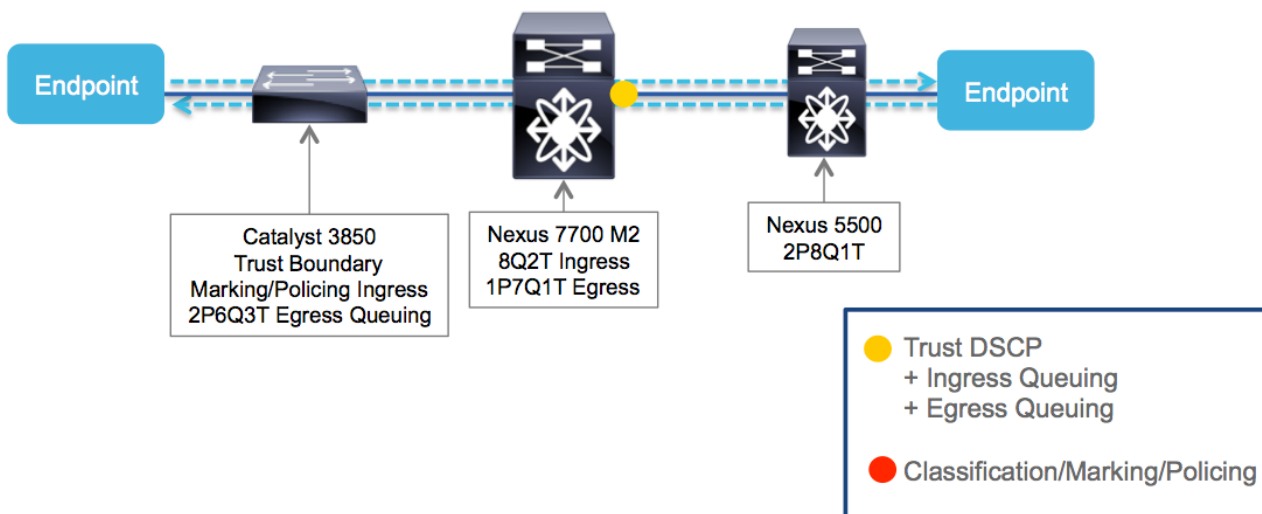 Endpoint
Endpoint
Catalyst 3850
Trust Boundary
Marking/Policing Ingress
2P6Q3T Egress Queuing
Nexus 7700 M2
8Q2T Ingress
1P7Q1T Egress
Nexus 5500
2P8Q1T
Trust DSCP
+ Ingress Queuing
+ Egress Queuing
Classification/Marking/Policing